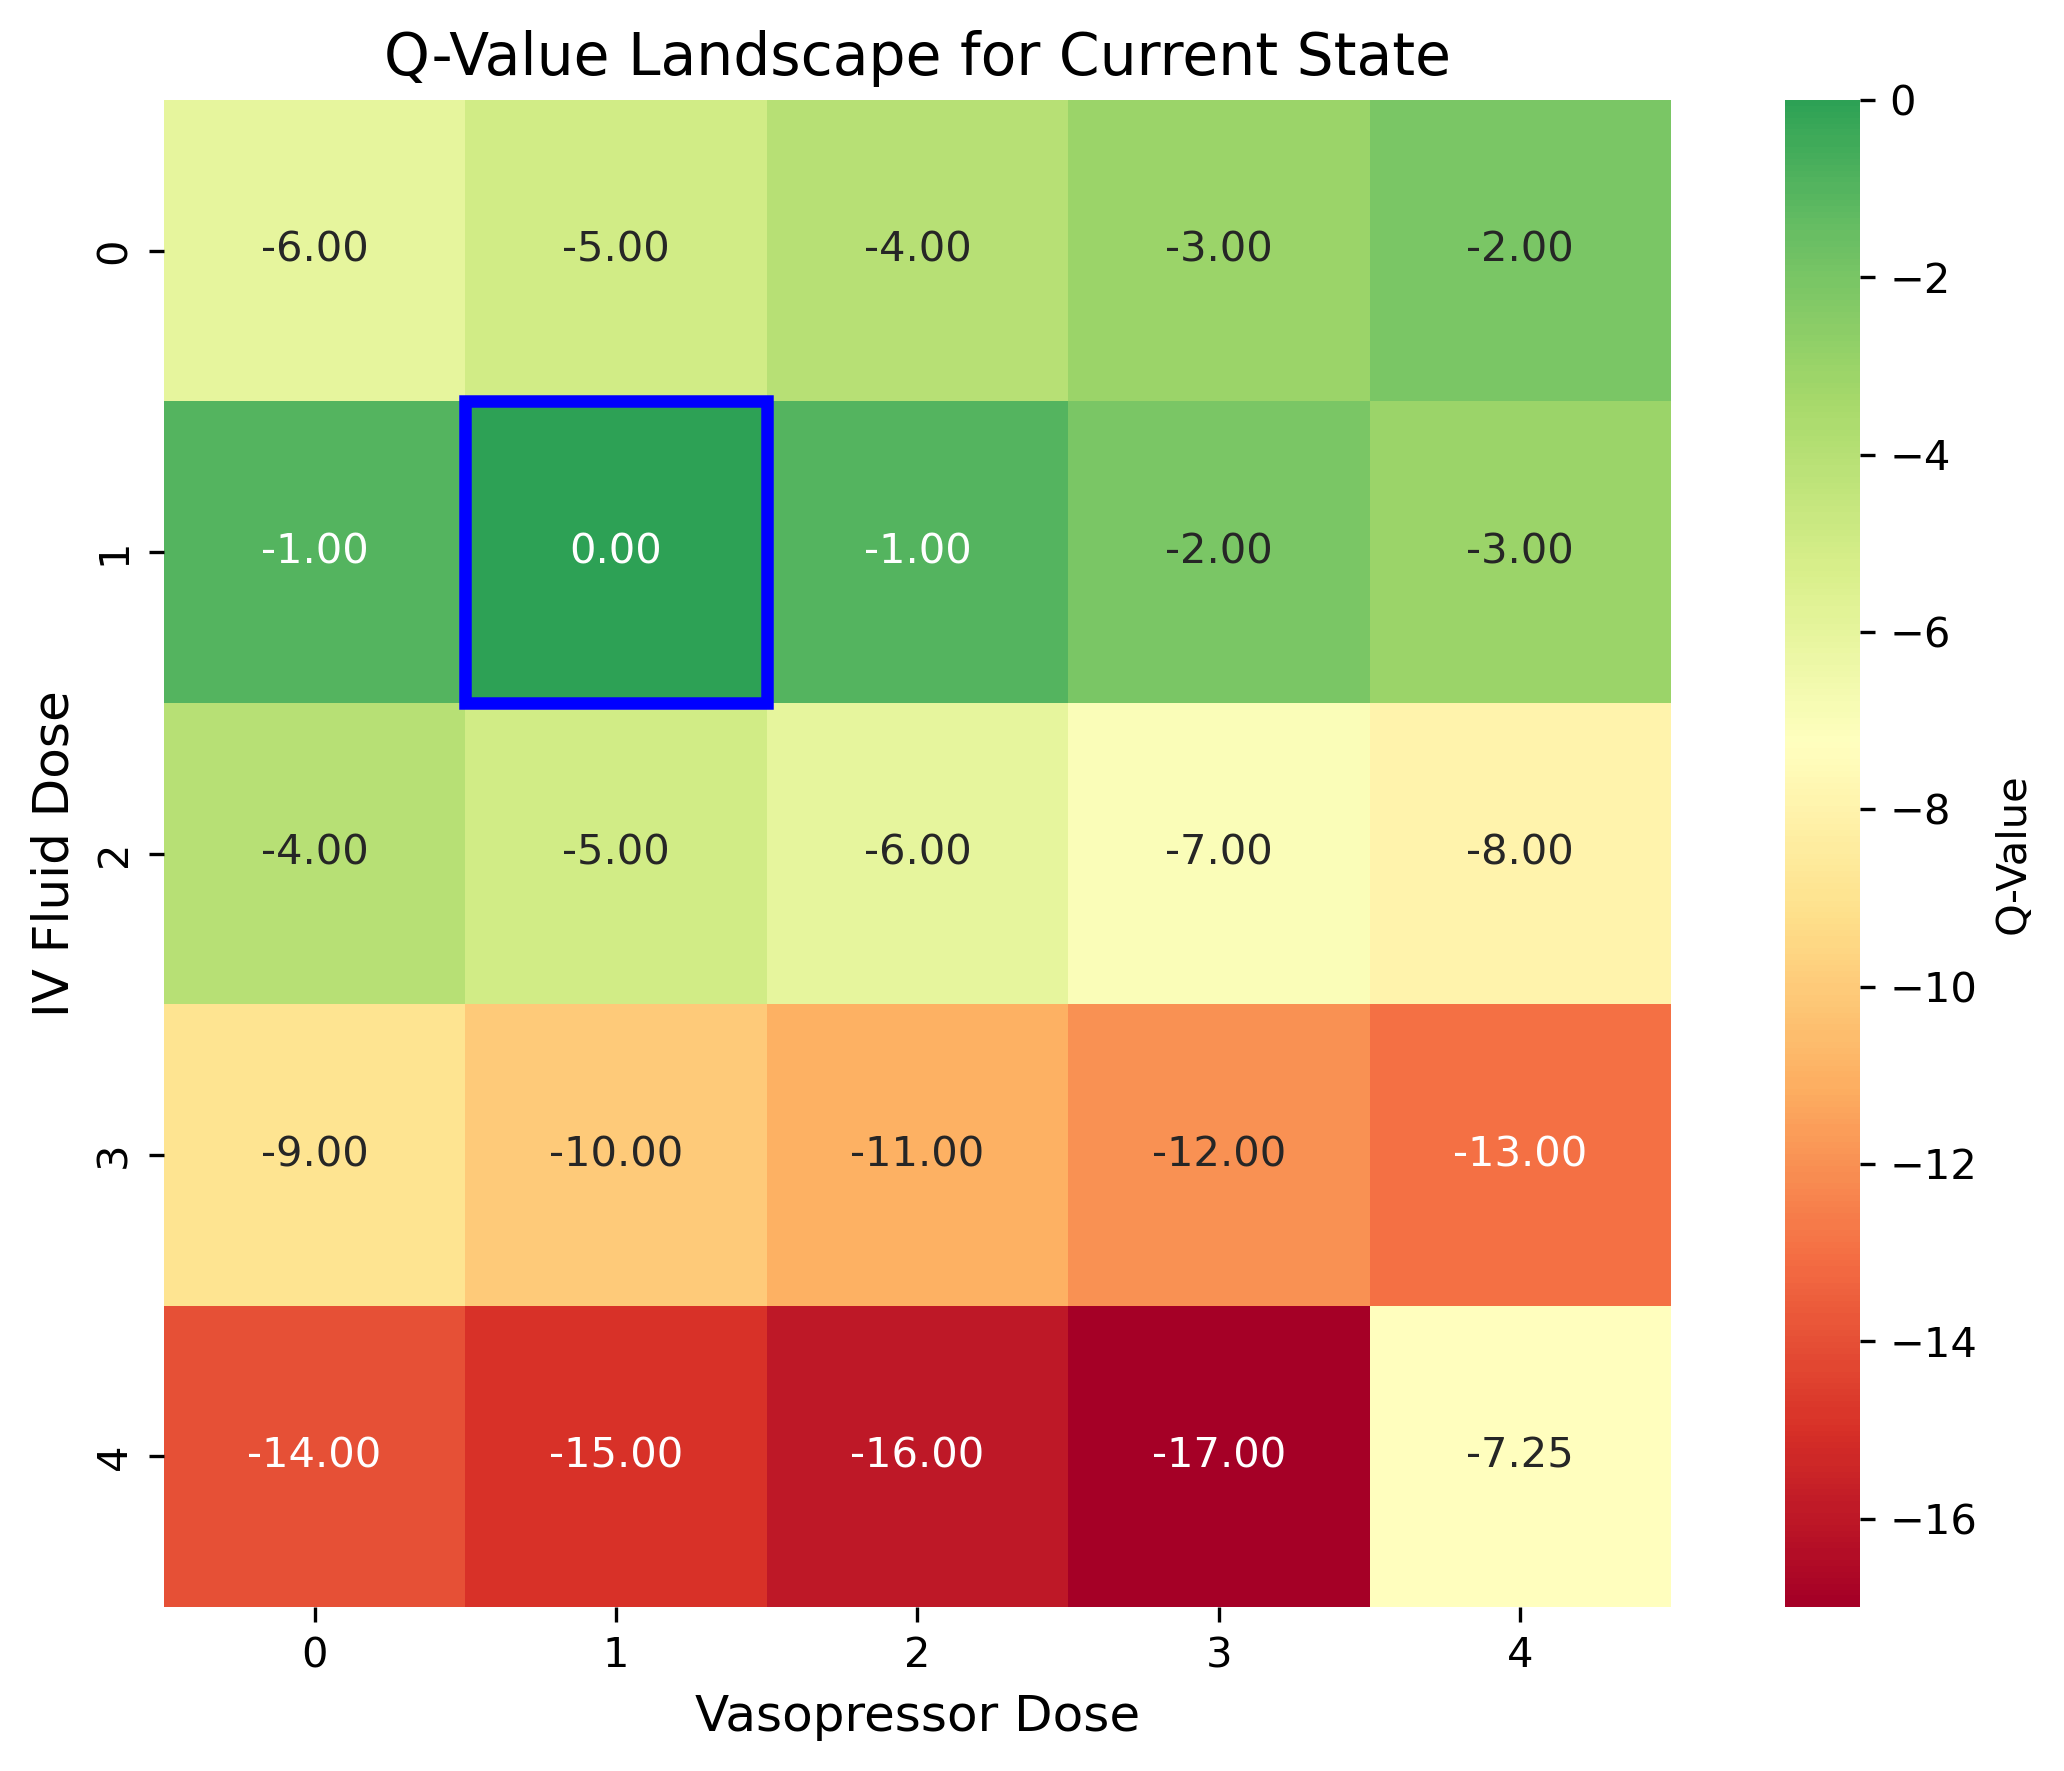 Q-Value Landscape for Current State
0
-6.00 -5.00 -4.00 -3.00 -2.00
1
-1.00 0.00 -1.00 -2.00 -3.00
2
-4.00 -5.00 -6.00 -7.00 -8.00
3
-9.00 -10.00 -11.00 -12.00 -13.00
4
-14.00 -15.00 -16.00 -17.00 -7.25
IV Fluid Dose
0 1 2 3 4
Vasopressor Dose
0
−2
−4
−6
−8
−10
−12
−14
−16
Q-Value